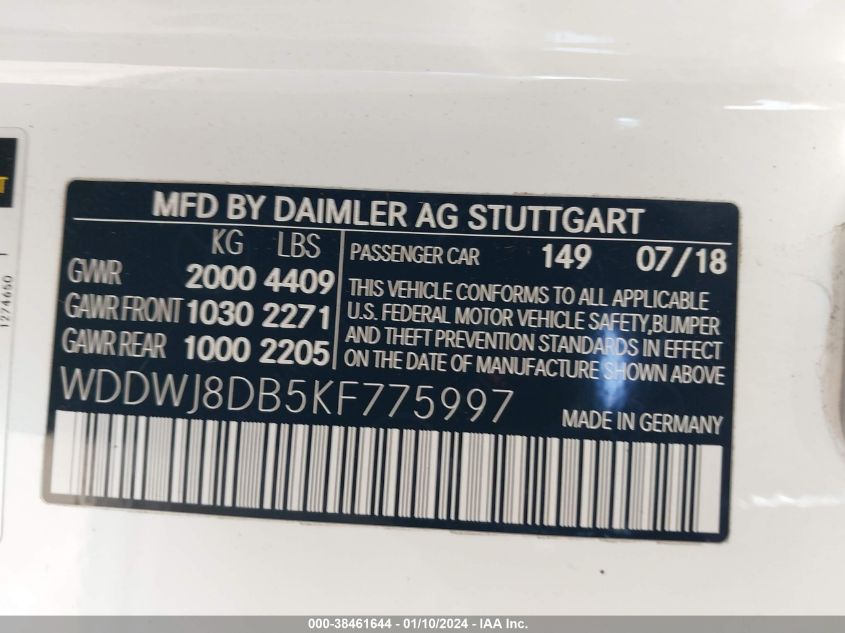 MFD BY DAIMLER AG STUTTGART
KG LBS
GVWR 2000 4409
GAWR FRONT 1030 2271
GAWR REAR 1000 2205
PASSENGER CAR 149 07/18
THIS VEHICLE CONFORMS TO ALL APPLICABLE
U.S. FEDERAL MOTOR VEHICLE SAFETY,BUMPER
AND THEFT PREVENTION STANDARDS IN EFFECT
ON THE DATE OF MANUFACTURE SHOWN ABOVE
WDDWJ8DB5KF775997
MADE IN GERMANY
1274650
000-38461644 - 01/10/2024 - IAA Inc.